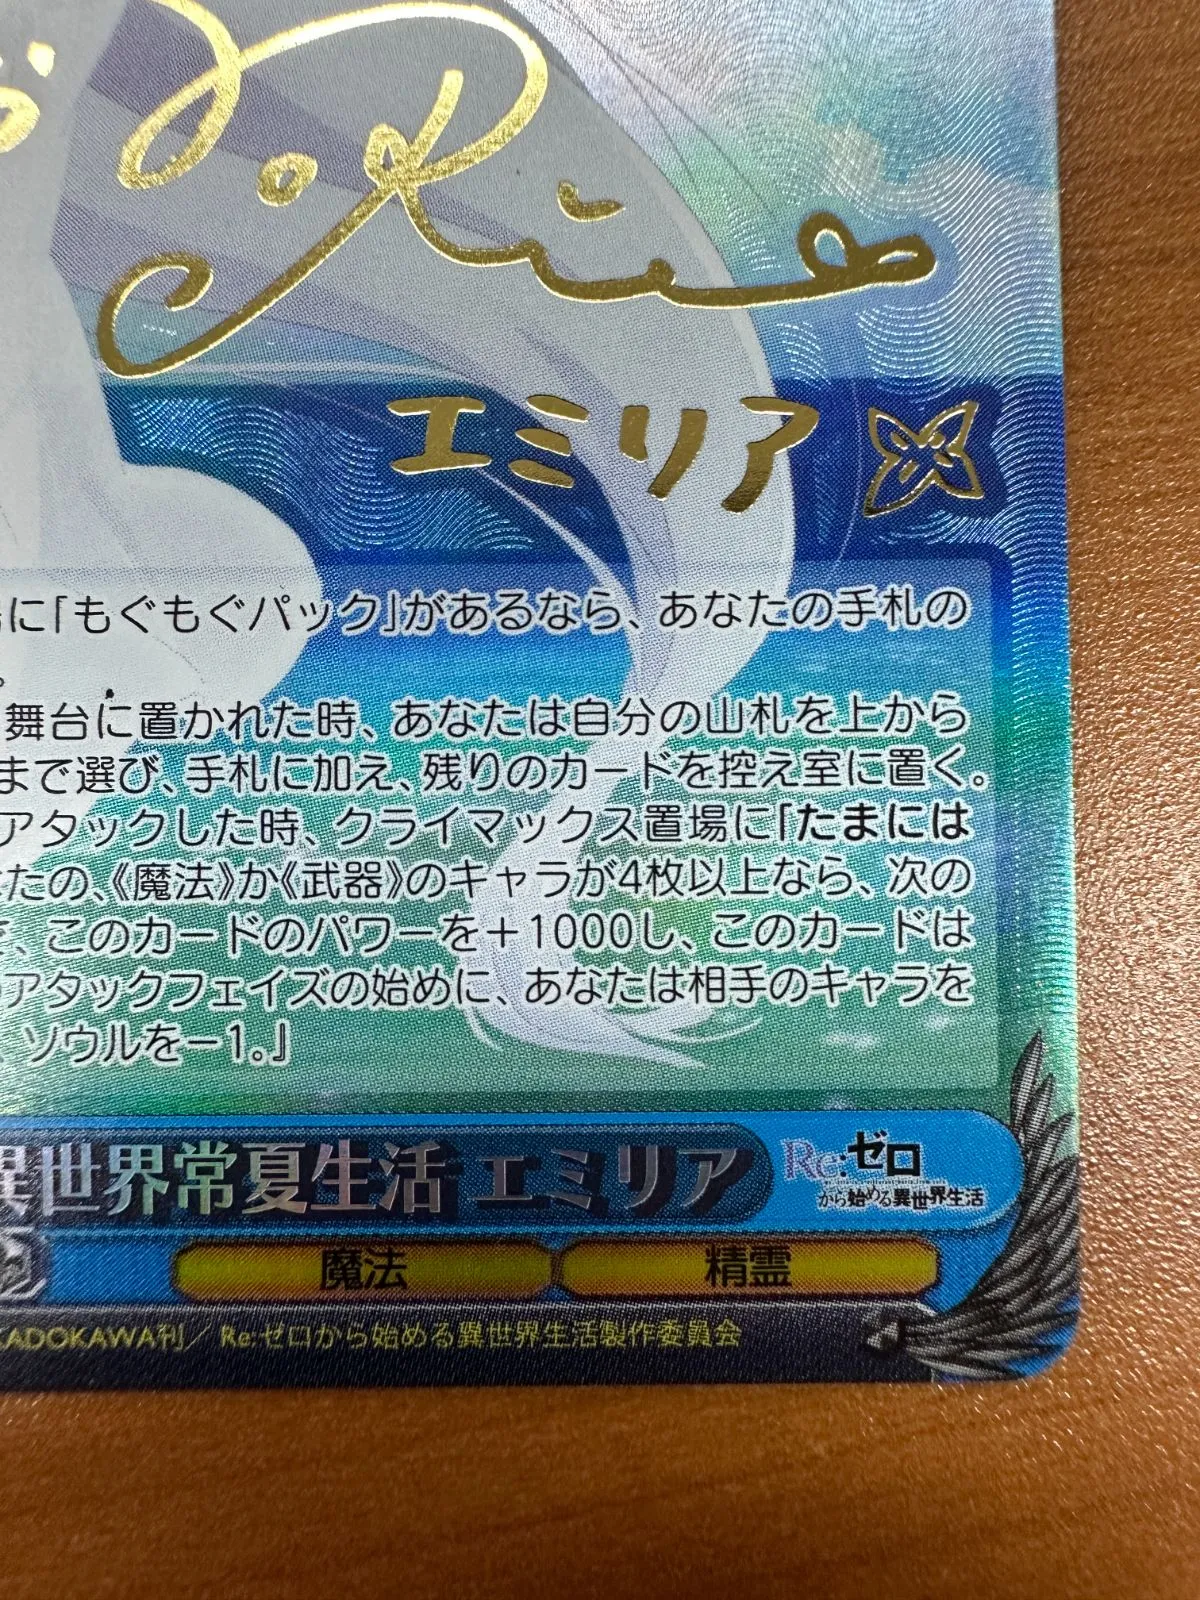 Rie
エミリア
に「もぐもぐパック」があるなら、あなたの手札の
。
舞台に置かれた時、あなたは自分の山札を上から
まで選び、手札に加え、残りのカードを控え室に置く。
アタックした時、クライマックス置場に「たまには
たの、《魔法》か《武器》のキャラが4枚以上なら、次の
、このカードのパワーを＋1000し、このカードは
のアタックフェイズの始めに、あなたは相手のキャラを
、ソウルを－1。』
異世界常夏生活 エミリア
Re:ゼロ
から始める異世界生活
魔法 精霊
KADOKAWA刊／ Re:ゼロから始める異世界生活製作委員会